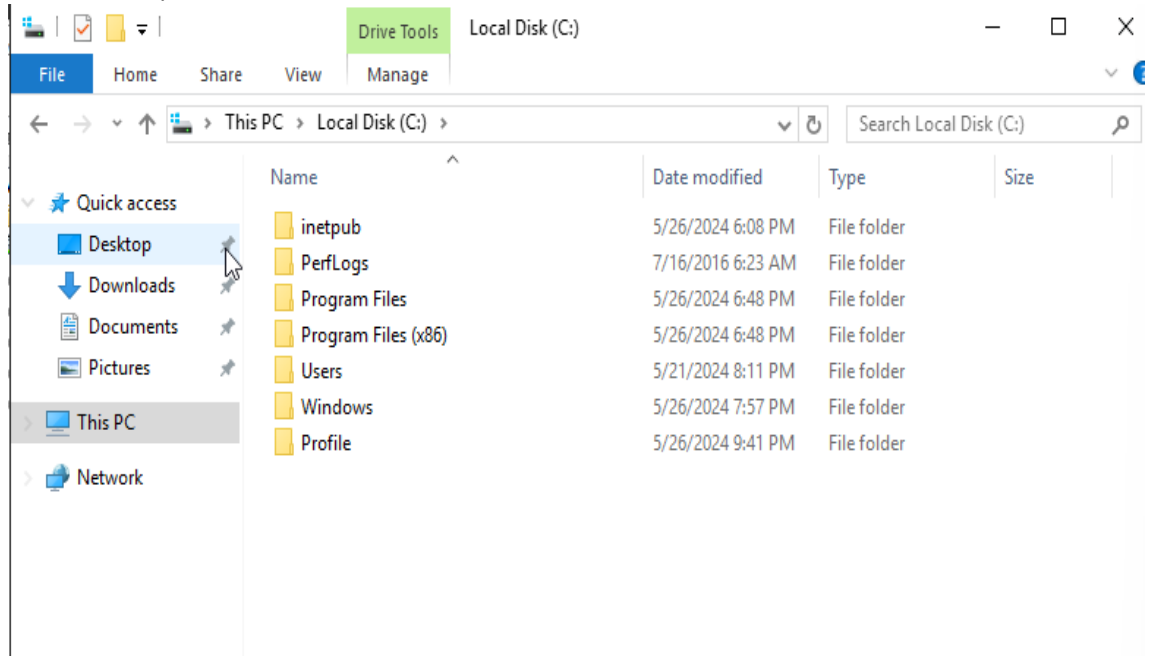 Drive Tools Local Disk (C:)
File Home Share View Manage
This PC Local Disk (C:) Search Local Disk (C:)
Name Date modified Type Size
Quick access
Desktop
Downloads
Documents
Pictures
This PC
Network
inetpub 5/26/2024 6:08 PM File folder
PerfLogs 7/16/2016 6:23 AM File folder
Program Files 5/26/2024 6:48 PM File folder
Program Files (x86) 5/26/2024 6:48 PM File folder
Users 5/21/2024 8:11 PM File folder
Windows 5/26/2024 7:57 PM File folder
Profile 5/26/2024 9:41 PM File folder